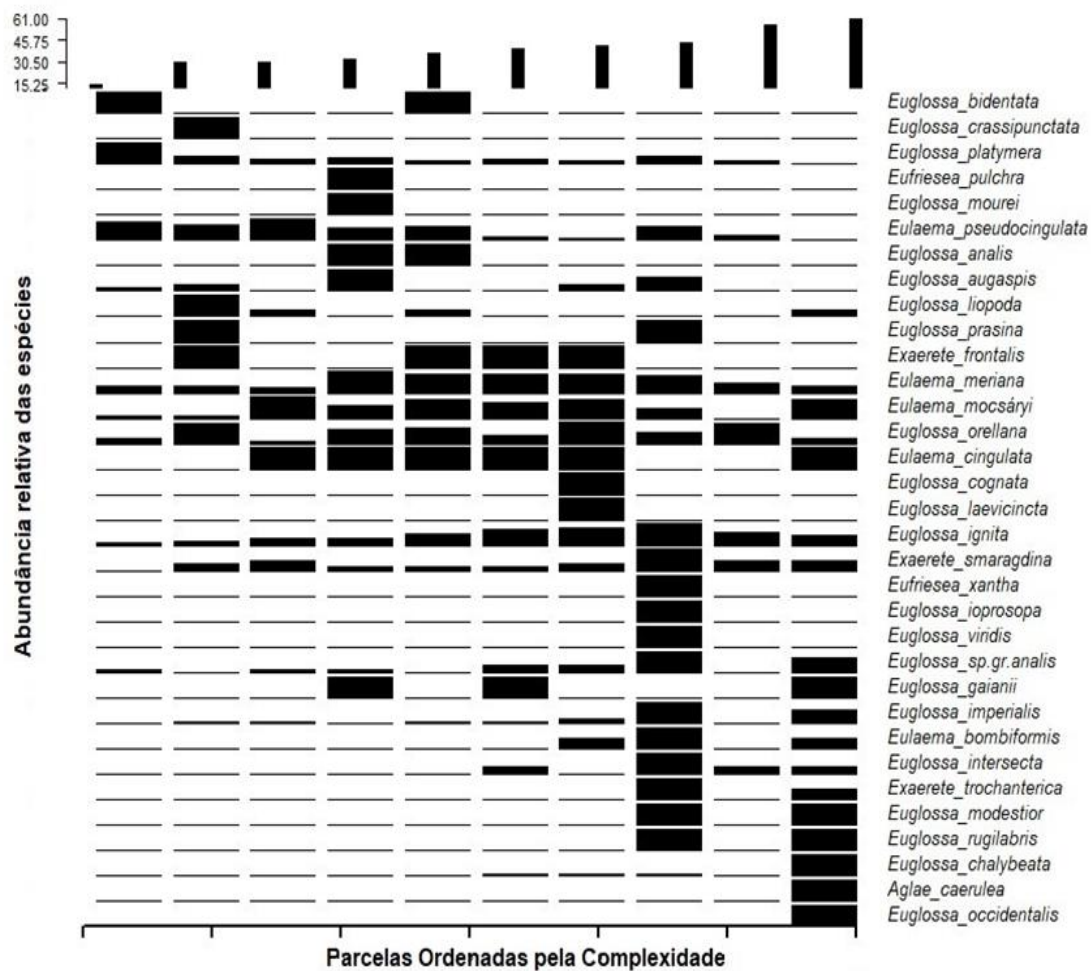 61.00
45.75
30.50
15.25
Euglossa_bidentata
Euglossa_crassipunctata
Euglossa_platymera
Eufriesea_pulchra
Euglossa_mourei
Eulaema_pseudocingulata
Euglossa_analis
Euglossa_augaspis
Euglossa_liopoda
Euglossa_prasina
Exaerete_frontalis
Eulaema_meriana
Eulaema_mocsáryi
Euglossa_orellana
Eulaema_cingulata
Euglossa_cognata
Euglossa_laevicincta
Euglossa_ignita
Exaerete_smaragdina
Eufriesea_xantha
Euglossa_ioprosopa
Euglossa_viridis
Euglossa_sp.gr.analis
Euglossa_gaianii
Euglossa_imperialis
Eulaema_bombiformis
Euglossa_intersecta
Exaerete_trochanterica
Euglossa_modestior
Euglossa_rugilabris
Euglossa_chalybeata
Aglae_caerulea
Euglossa_occidentalis
Abundância relativa das espécies
Parcelas Ordenadas pela Complexidade